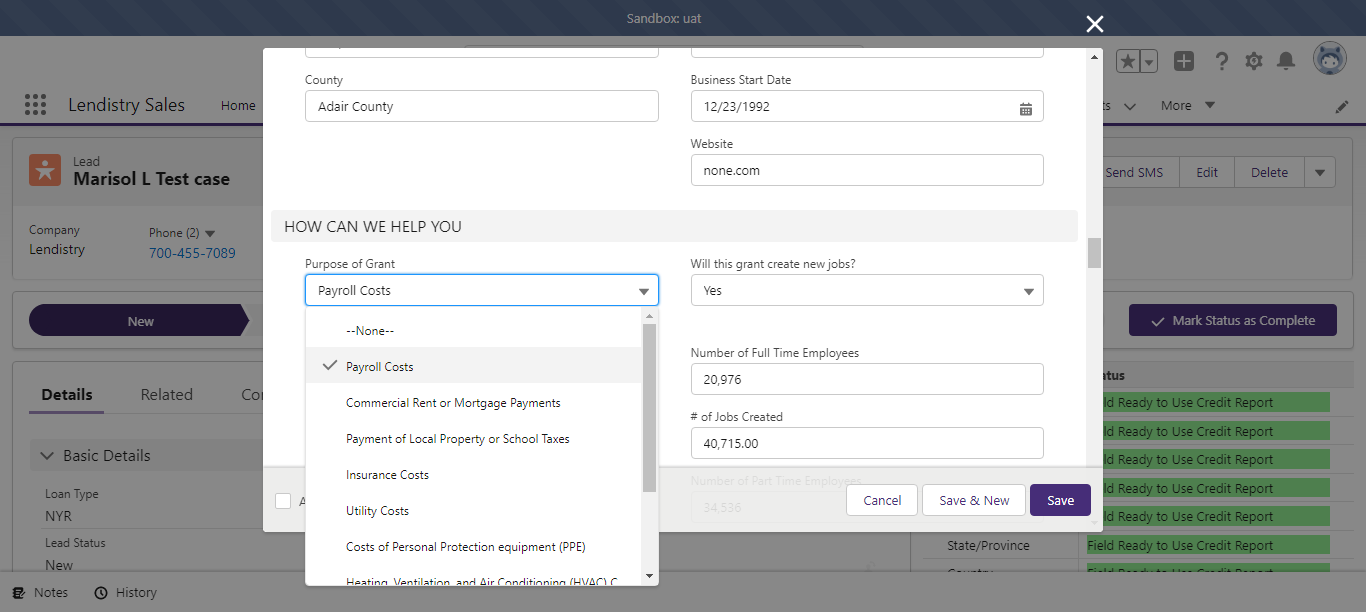 Sandbox: uat
Lendistry Sales
Home
More
Lead
Marisol L Test case
Send SMS
Edit
Delete
Company
Lendistry
Phone (2)
700-455-7089
New
Mark Status as Complete
Details
Related
Basic Details
Loan Type
NYR
Lead Status
New
County
Adair County
Business Start Date
12/23/1992
Website
none.com
HOW CAN WE HELP YOU
Purpose of Grant
Payroll Costs
Will this grant create new jobs?
Yes
--None--
Payroll Costs
Commercial Rent or Mortgage Payments
Payment of Local Property or School Taxes
Insurance Costs
Utility Costs
Costs of Personal Protection equipment (PPE)
Heating, Ventilation, and Air Conditioning (HVAC) C
Number of Full Time Employees
20,976
# of Jobs Created
40,715.00
Number of Part Time Employees
34,536
Cancel
Save & New
Save
Ready to Use Credit Report
Ready to Use Credit Report
Ready to Use Credit Report
Ready to Use Credit Report
Ready to Use Credit Report
State/Province
Field Ready to Use Credit Report
Notes
History